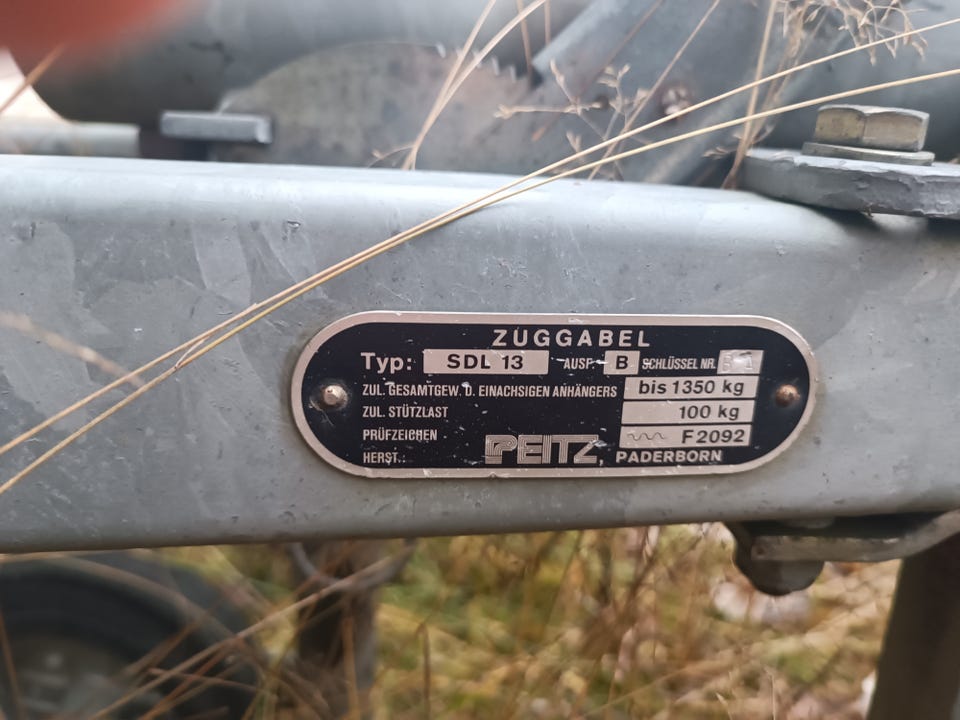 ZUGGABEL
Typ: SDL 13 AUSF. B SCHLÜSSEL NR.
ZUL. GESAMTGEW. D. EINACHSIGEN ANHÄNGERS bis 1350 kg
ZUL. STÜTZLAST 100 kg
PRÜFZEICHEN F2092
HERST.: PEITZ, PADERBORN